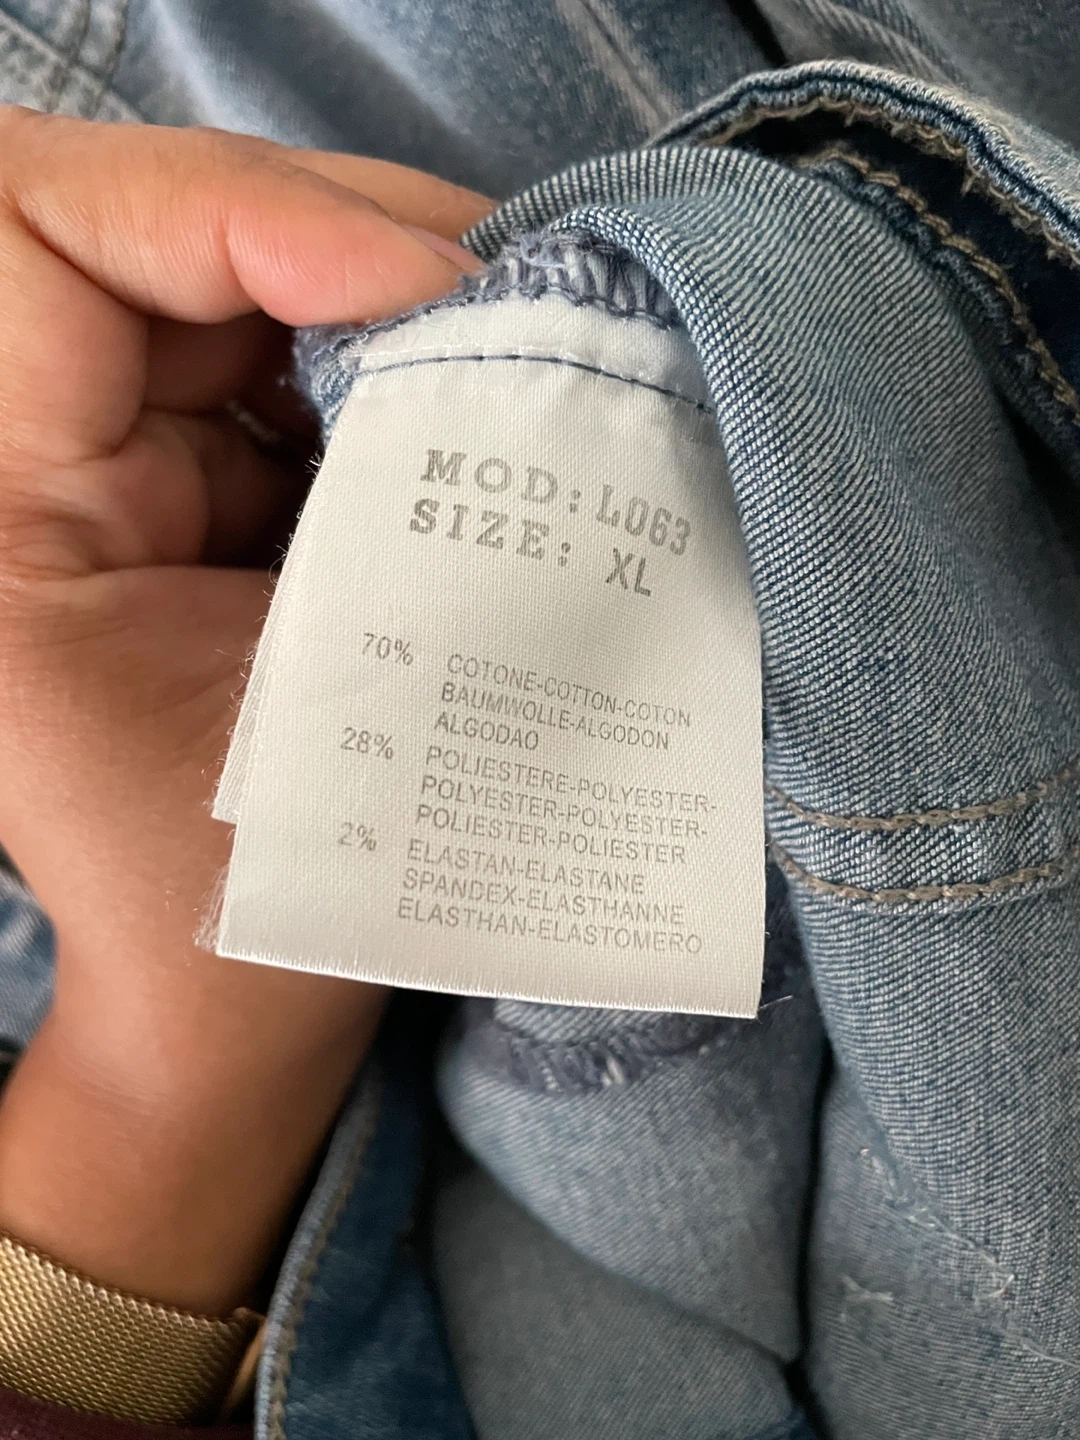 MOD:L063
SIZE: XL
70% COTONE-COTTON-COTON
BAUMWOLLE-ALGODON
ALGODAO
28% POLIESTERE-POLYESTER-
POLYESTER-POLYESTER-
POLIESTER-POLIESTER
2% ELASTAN-ELASTANE
SPANDEX-ELASTHANNE
ELASTHAN-ELASTOMERO